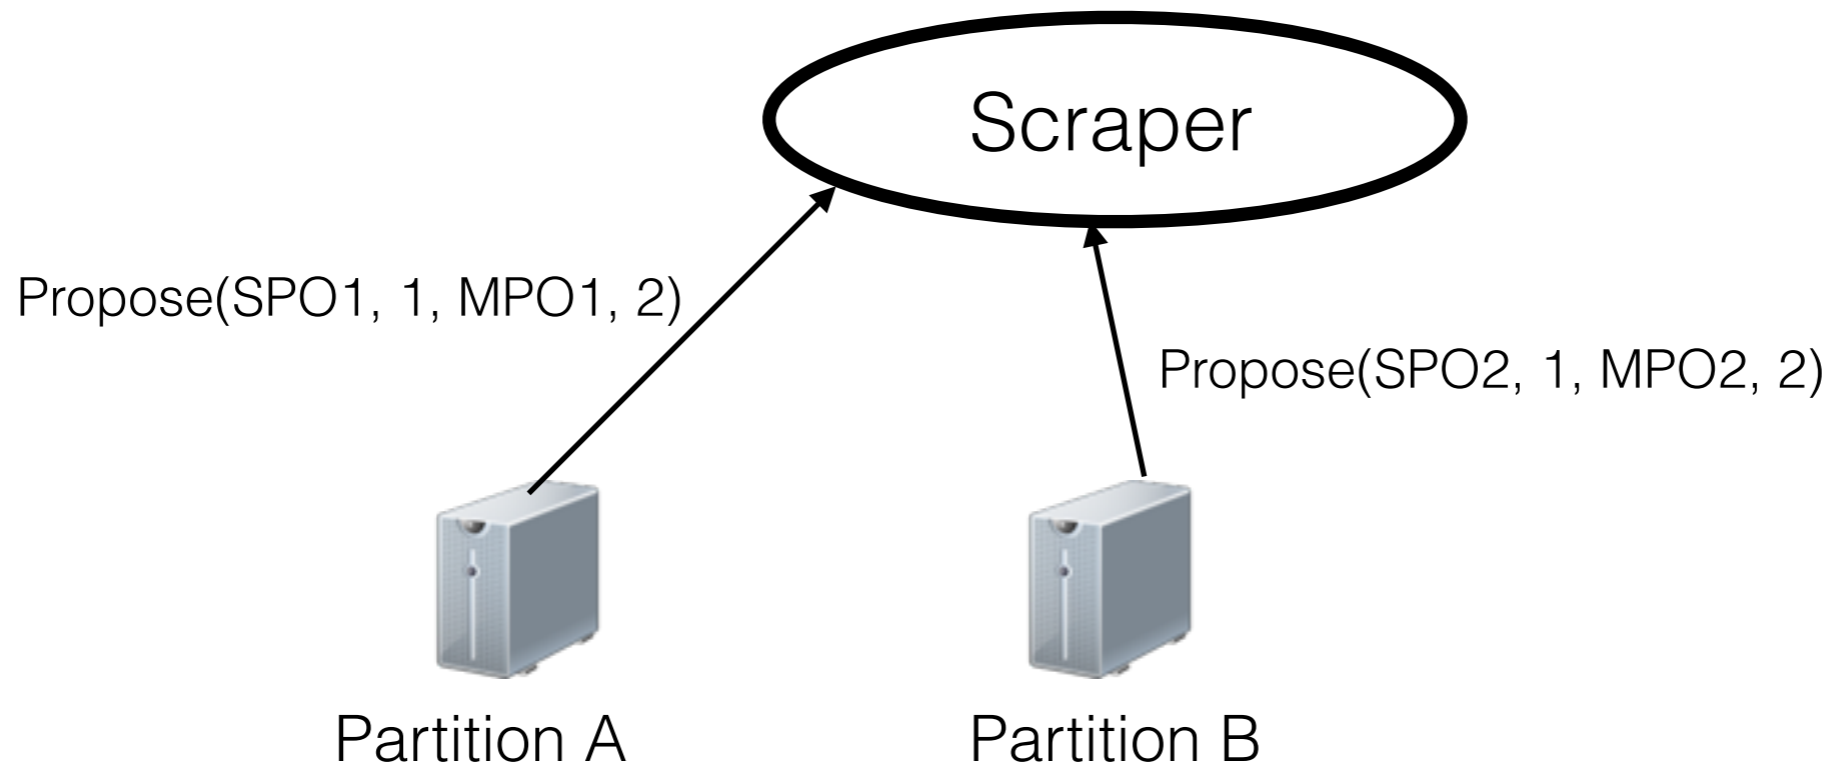 Scraper
Propose(SPO1, 1, MPO1, 2)
Propose(SPO2, 1, MPO2, 2)
Partition A
Partition B